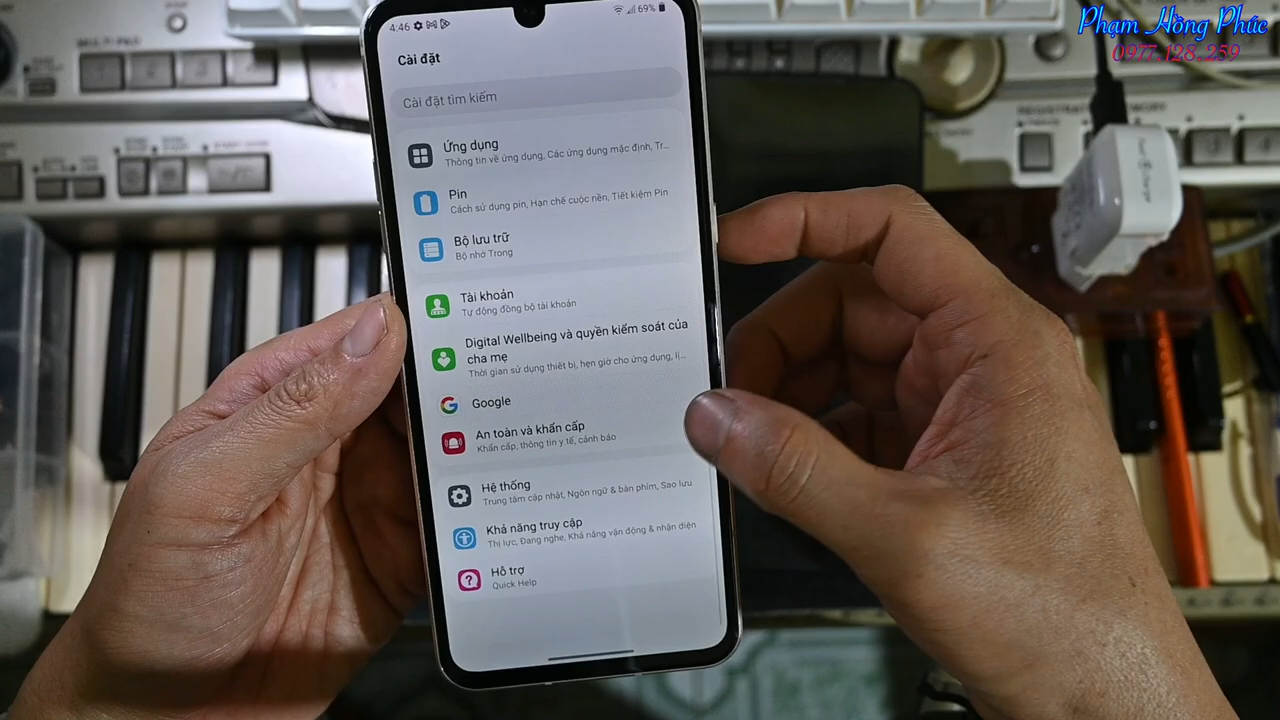 Phạm Hồng Phúc
0977.128.259
4:46
69%
Cài đặt
Cài đặt tìm kiếm
Ứng dụng
Thông tin về ứng dụng, Các ứng dụng mặc định, Tr...
Pin
Cách sử dụng pin, Hạn chế cuộc nền, Tiết kiệm Pin
Bộ lưu trữ
Bộ nhớ Trong
Tài khoản
Tự động đồng bộ tài khoản
Digital Wellbeing và quyền kiểm soát của
cha mẹ
Thời gian sử dụng thiết bị, hẹn giờ cho ứng dụng, lị...
Google
An toàn và khẩn cấp
Khẩn cấp, thông tin y tế, cảnh báo
Hệ thống
Trung tâm cập nhật, Ngôn ngữ & bàn phím, Sao lưu
Khả năng truy cập
Thị lực, Đang nghe, Khả năng vận động & nhận diện
Hỗ trợ
Quick Help
MULTI PAD